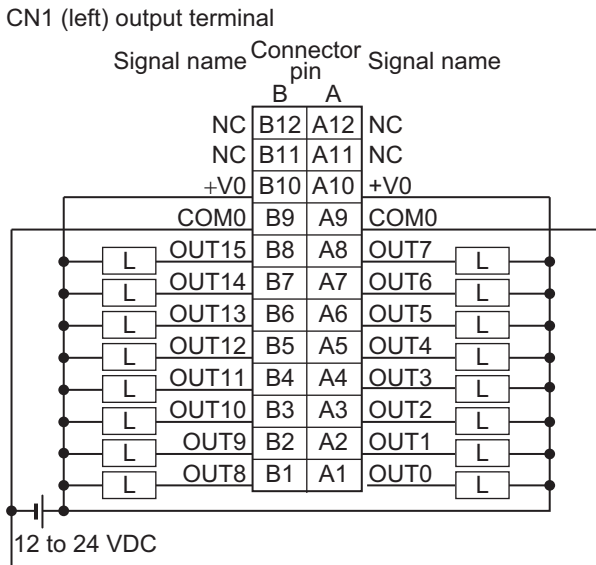 CN1 (left) output terminal
Signal name Connector pin Signal name
B A
NC B12 A12 NC
NC B11 A11 NC
+V0 B10 A10 +V0
COM0 B9 A9 COM0
L OUT15 B8 A8 OUT7 L
L OUT14 B7 A7 OUT6 L
L OUT13 B6 A6 OUT5 L
L OUT12 B5 A5 OUT4 L
L OUT11 B4 A4 OUT3 L
L OUT10 B3 A3 OUT2 L
L OUT9 B2 A2 OUT1 L
L OUT8 B1 A1 OUT0 L
12 to 24 VDC